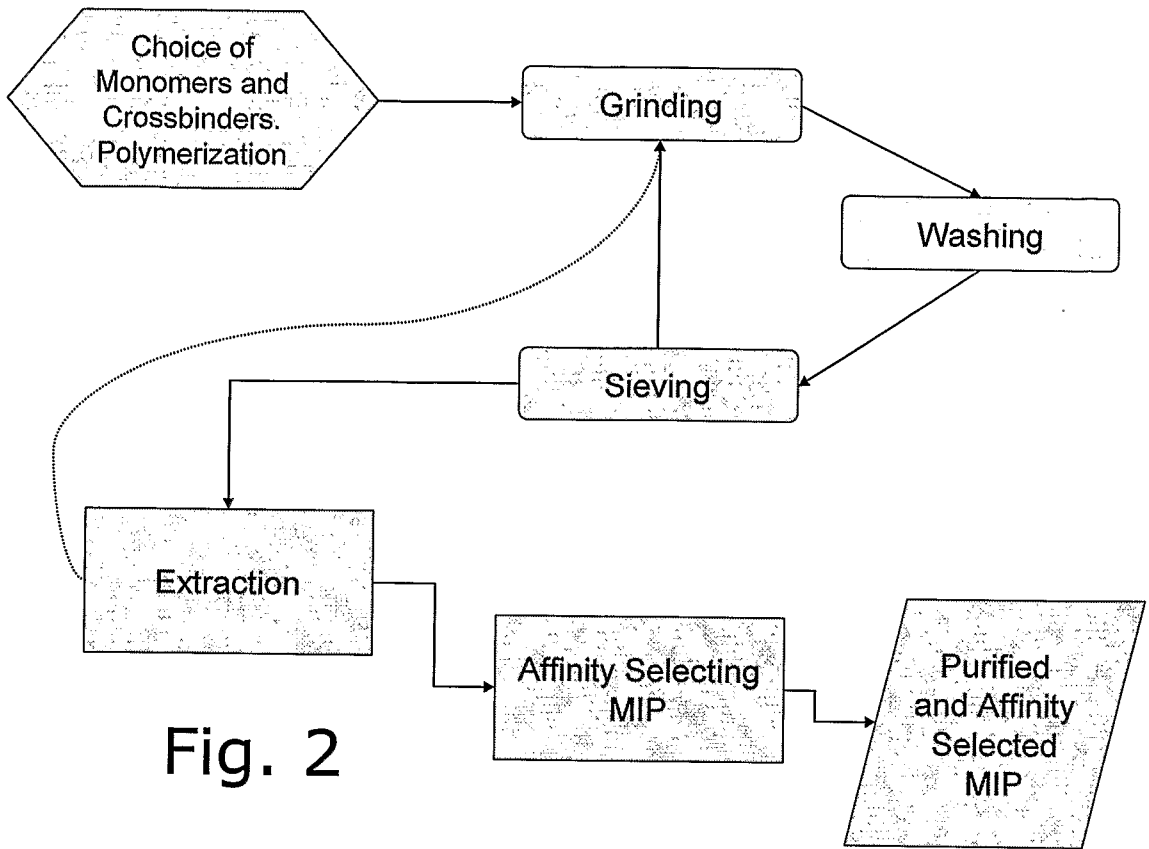 Choice of
Monomers and
Crossbinders.
Polymerization
Grinding
Washing
Sieving
Extraction
Affinity Selecting
MIP
Purified
and Affinity
Selected
MIP
Fig. 2